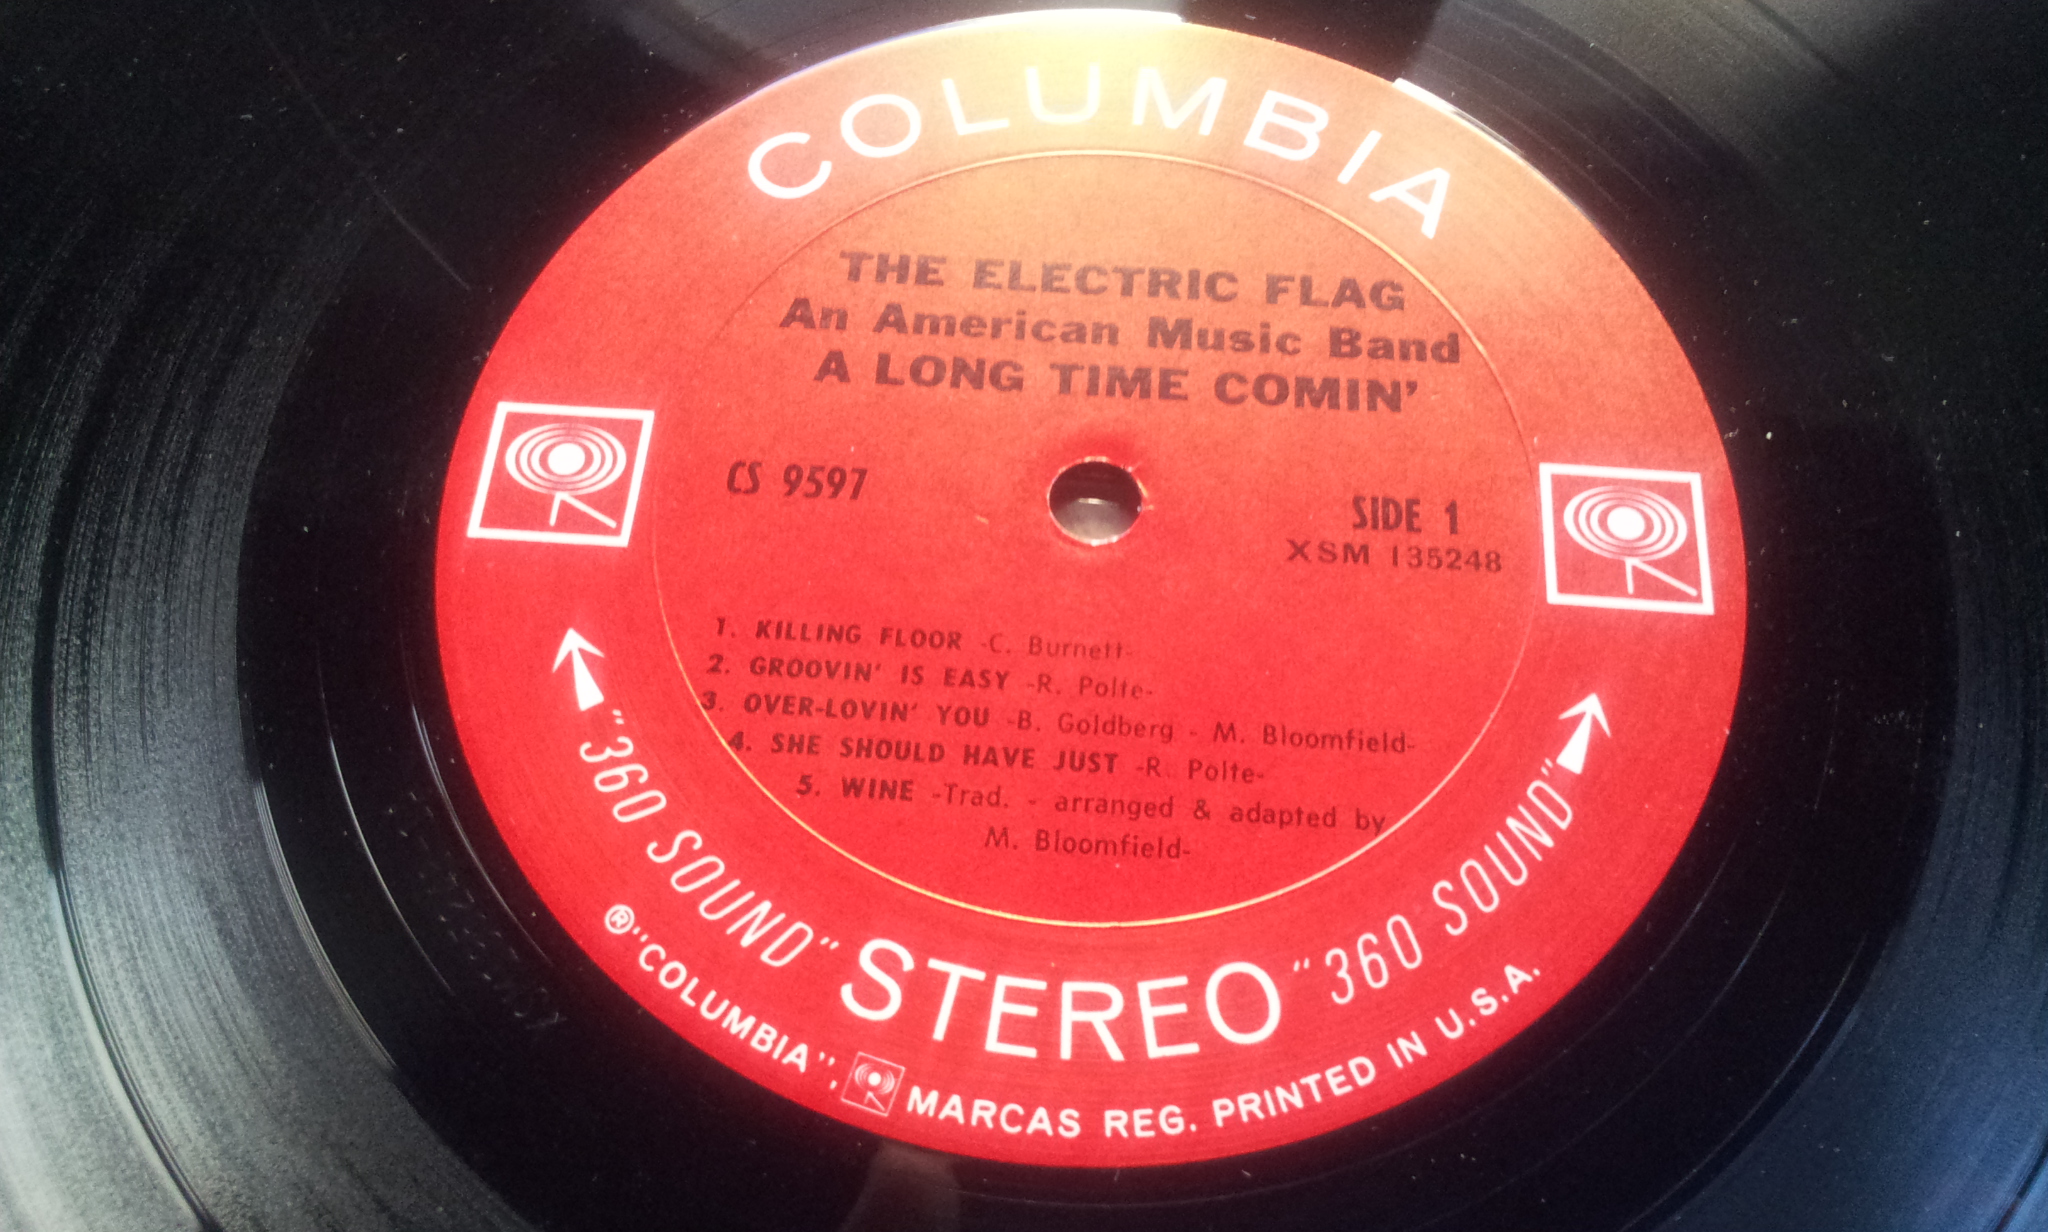 COLUMBIA
THE ELECTRIC FLAG
An American Music Band
A LONG TIME COMIN'
CS 9597
SIDE 1
XSM 135248
1. KILLING FLOOR -C. Burnett-
2. GROOVIN' IS EASY -R. Polte-
3. OVER-LOVIN' YOU -B. Goldberg - M. Bloomfield-
4. SHE SHOULD HAVE JUST -R. Polte-
5. WINE -Trad. - arranged & adapted by
M. Bloomfield-
"360 SOUND" STEREO "360 SOUND"
® "COLUMBIA", MARCAS REG. PRINTED IN U.S.A.